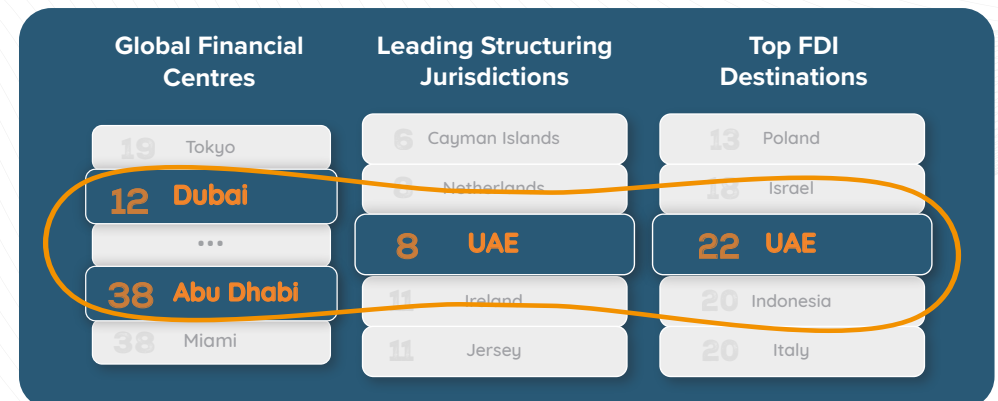 Global Financial
Centres
19 Tokyo
12 Dubai
...
38 Abu Dhabi
38 Miami
Leading Structuring
Jurisdictions
6 Cayman Islands
Netherlands
8 UAE
11 Ireland
11 Jersey
Top FDI
Destinations
13 Poland
18 Israel
22 UAE
20 Indonesia
20 Italy